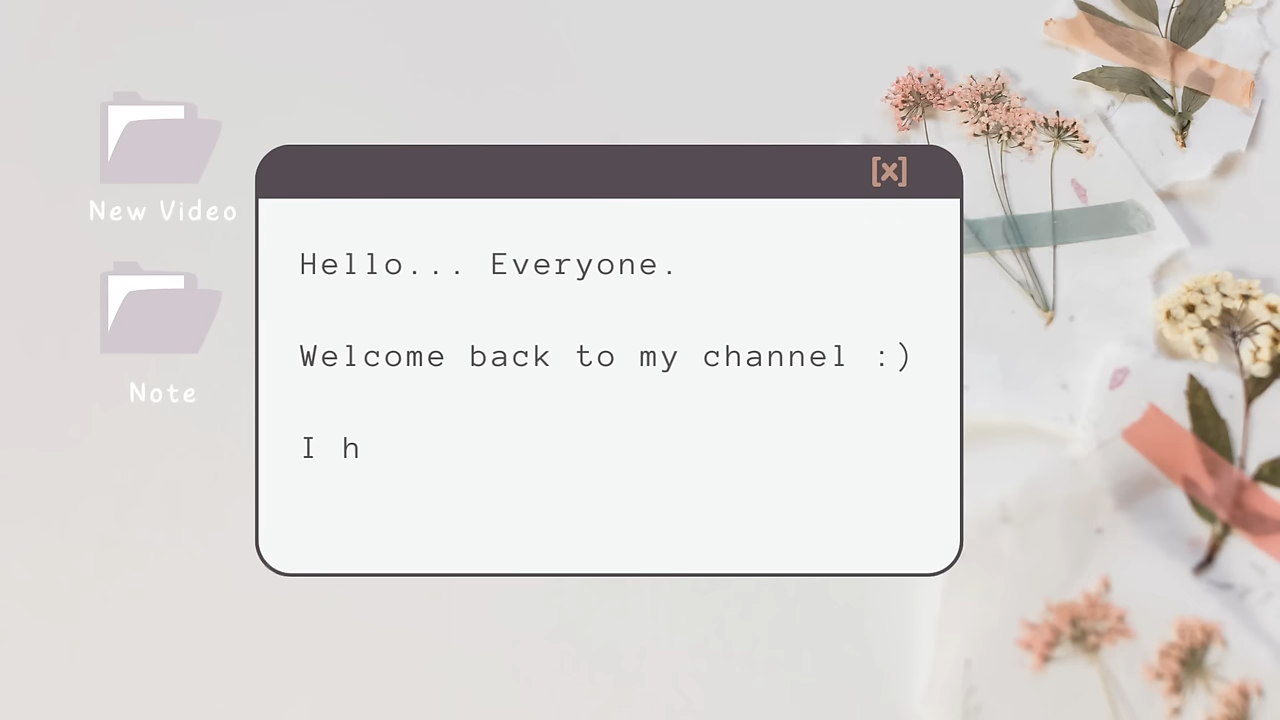 [x]
New Video
Hello... Everyone.
Welcome back to my channel :)
Note
I h